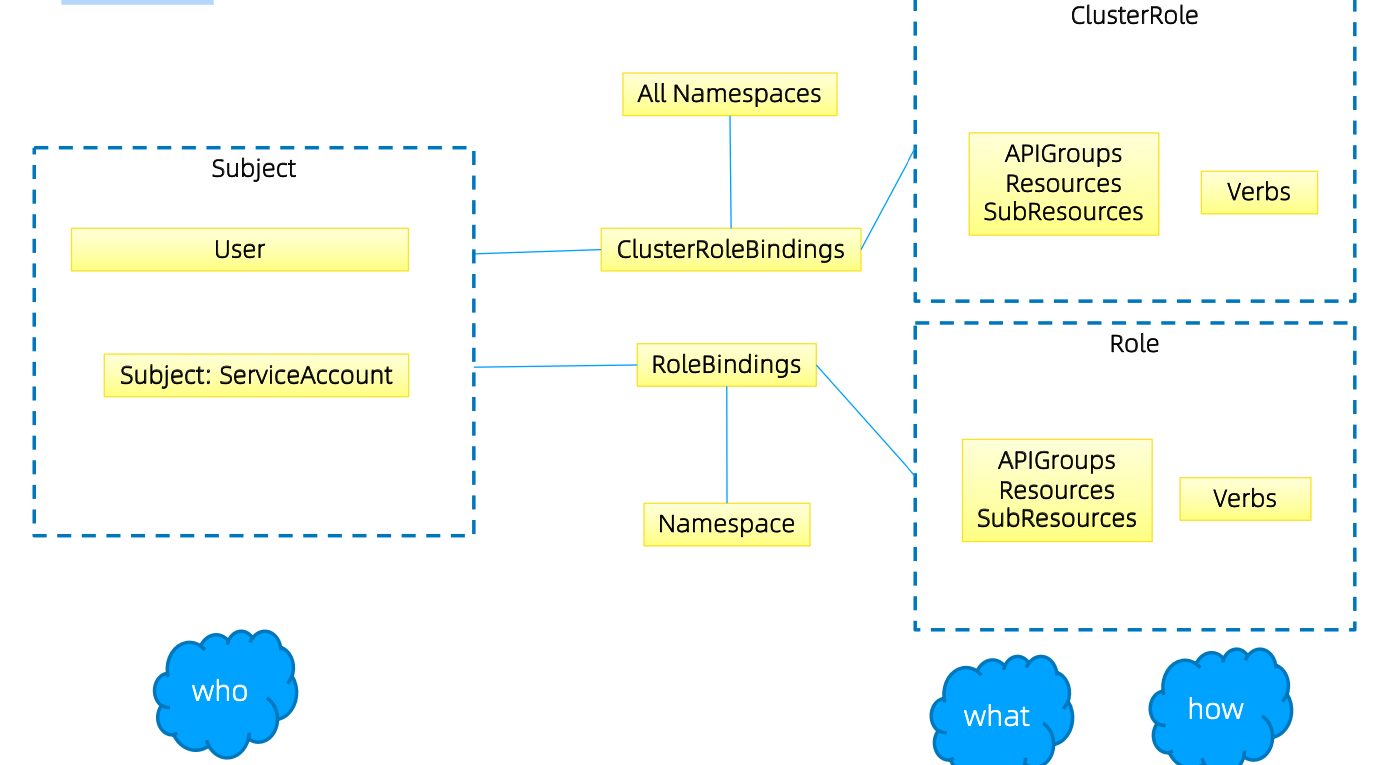 ClusterRole
All Namespaces
APIGroups
Resources
SubResources
Verbs
Subject
User
ClusterRoleBindings
Role
RoleBindings
Subject: ServiceAccount
APIGroups
Resources
SubResources
Verbs
Namespace
who
what
how